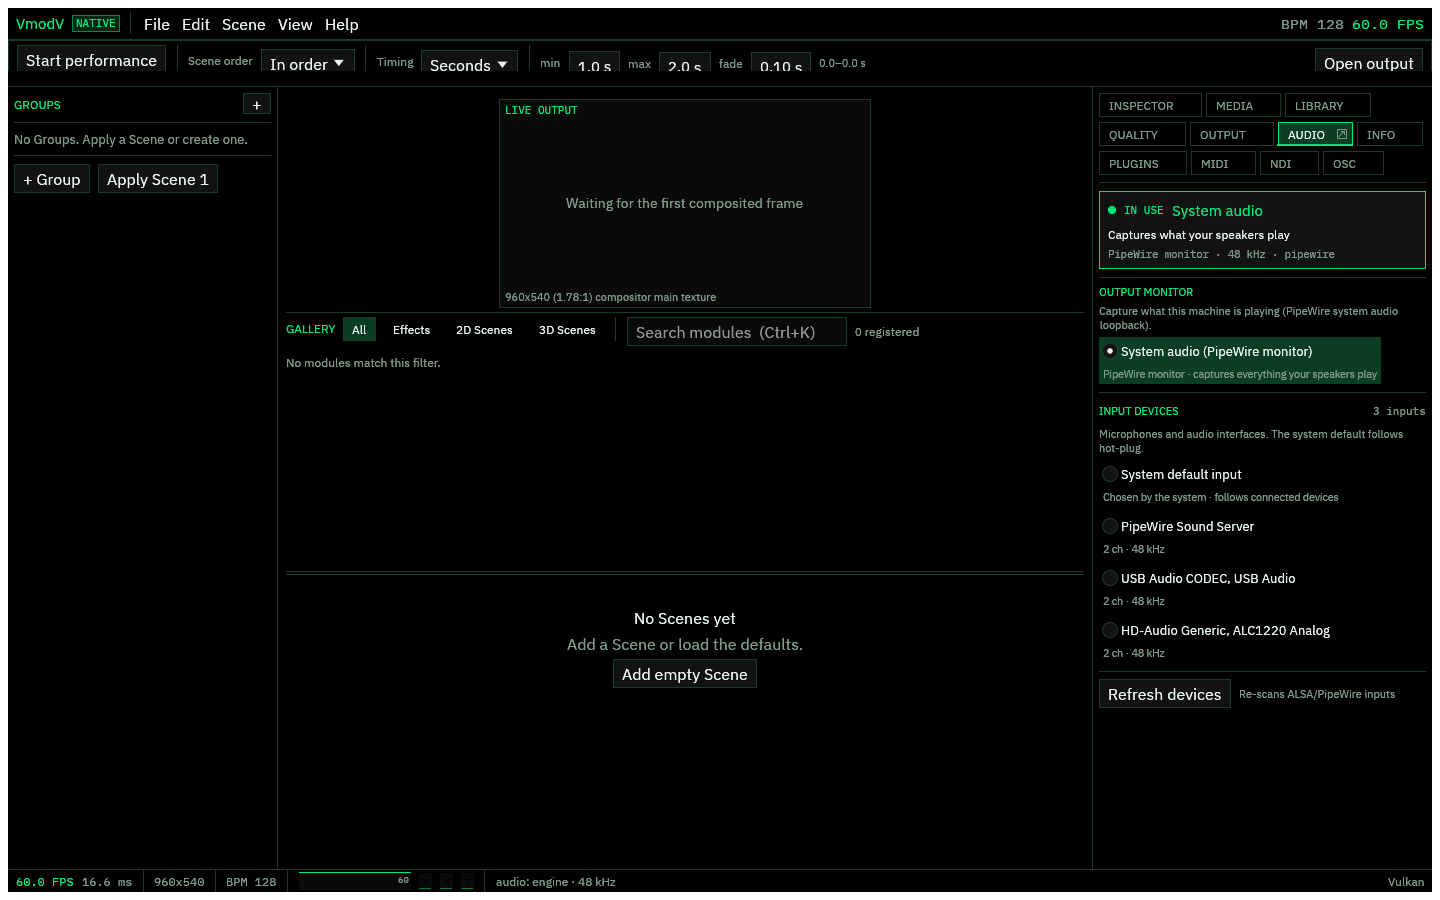 VmodV NATIVE File Edit Scene View Help BPM 128 60.0 FPS
Start performance Scene order In order Timing Seconds min 1.0 s max 2.0 s fade 0.10 s 0.0–0.0 s Open output
GROUPS +
No Groups. Apply a Scene or create one.
+ Group Apply Scene 1
LIVE OUTPUT
Waiting for the first composited frame
960x540 (1.78:1) compositor main texture
GALLERY All Effects 2D Scenes 3D Scenes Search modules (Ctrl+K) 0 registered
No modules match this filter.
No Scenes yet
Add a Scene or load the defaults.
Add empty Scene
INSPECTOR MEDIA LIBRARY
QUALITY OUTPUT AUDIO INFO
PLUGINS MIDI NDI OSC
IN USE System audio
Captures what your speakers play
PipeWire monitor · 48 kHz · pipewire
OUTPUT MONITOR
Capture what this machine is playing (PipeWire system audio
loopback).
System audio (PipeWire monitor)
PipeWire monitor · captures everything your speakers play
INPUT DEVICES 3 inputs
Microphones and audio interfaces. The system default follows
hot-plug.
System default input
Chosen by the system · follows connected devices
PipeWire Sound Server
2 ch · 48 kHz
USB Audio CODEC, USB Audio
2 ch · 48 kHz
HD-Audio Generic, ALC1220 Analog
2 ch · 48 kHz
Refresh devices Re-scans ALSA/PipeWire inputs
60.0 FPS 16.6 ms 960x540 BPM 128 60 audio: engine · 48 kHz Vulkan